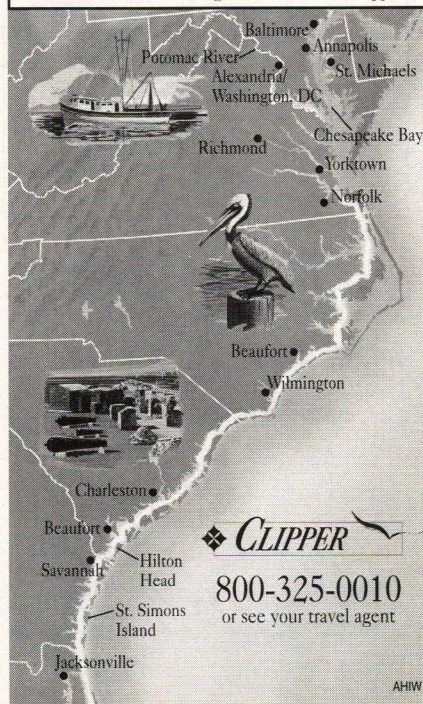 Baltimore
Annapolis
Potomac River
St. Michaels
Alexandria/
Washington, DC
Chesapeake Bay
Richmond
Yorktown
Norfolk
Beaufort
Wilmington
Charleston
Beaufort
Savannah
Hilton
Head
St. Simons
Island
Jacksonville
CLIPPER
800-325-0010
or see your travel agent
AHIW